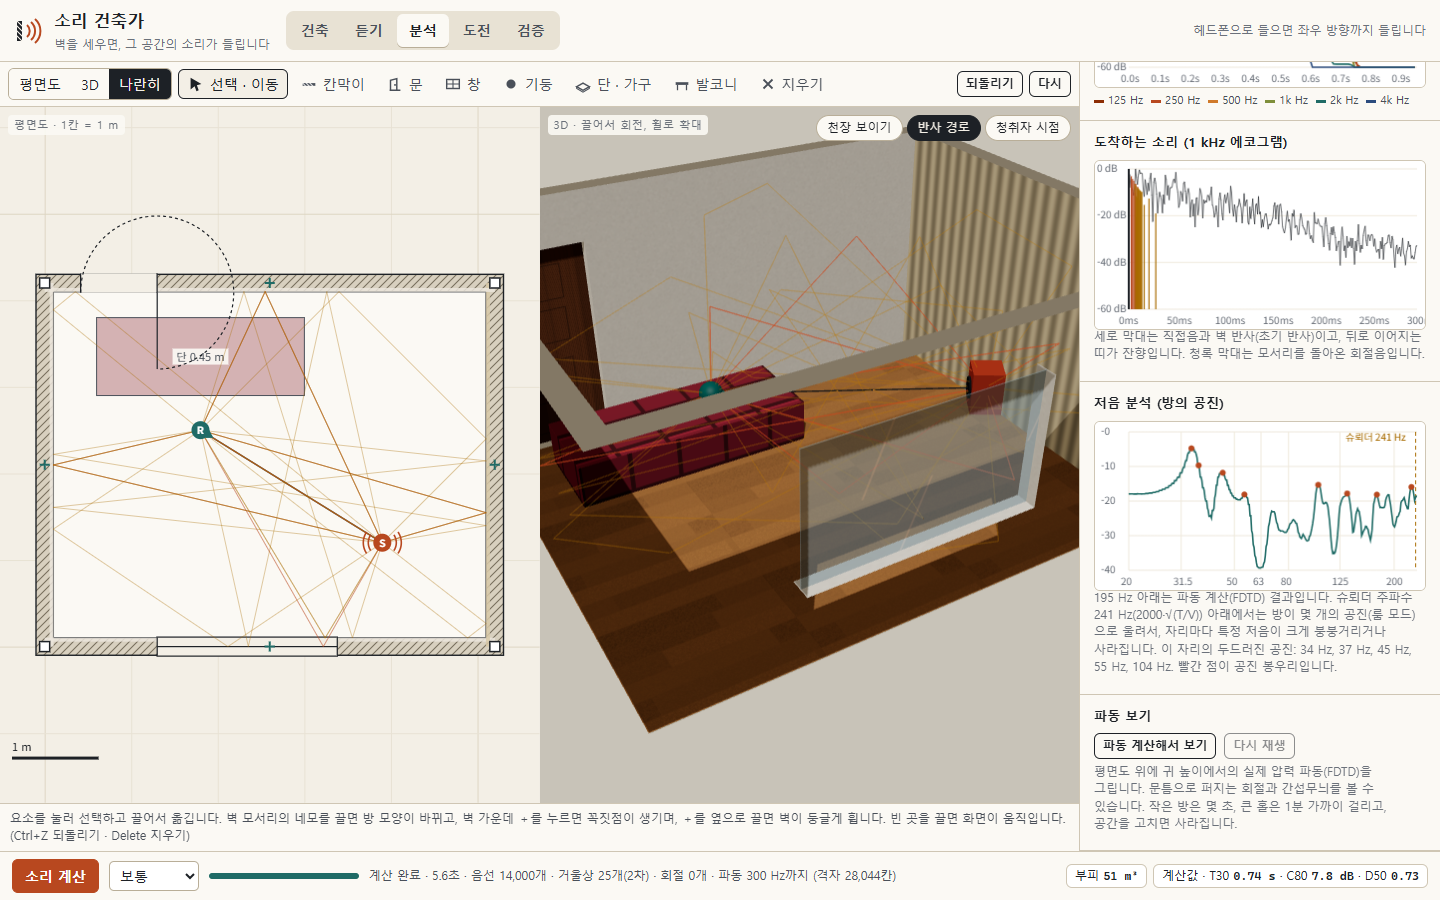 소리 건축가
벽을 세우면, 그 공간의 소리가 들립니다
건축 듣기 분석 도전 검증
헤드폰으로 들으면 좌우 방향까지 들립니다
평면도 3D 나란히 선택 · 이동 칸막이 문 창 기둥 단 · 가구 발코니 지우기 되돌리기 다시
평면도 · 1칸 = 1 m
단 0.45 m
R
S
1 m
3D · 끌어서 회전, 휠로 확대
천장 보이기 반사 경로 청취자 시점
-60 dB
0.0s 0.1s 0.2s 0.3s 0.4s 0.5s 0.6s 0.7s 0.8s 0.9s
125 Hz 250 Hz 500 Hz 1k Hz 2k Hz 4k Hz
도착하는 소리 (1 kHz 에코그램)
0 dB
-20 dB
-40 dB
-60 dB
0ms 50ms 100ms 150ms 200ms 250ms 300
세로 막대는 직접음과 벽 반사(초기 반사)이고, 뒤로 이어지는
띠가 잔향입니다. 청록 막대는 모서리를 돌아온 회절음입니다.
저음 분석 (방의 공진)
슈뢰더 241 Hz
-0
-10
-20
-30
-40
20 31.5 50 63 80 125 200
195 Hz 아래는 파동 계산(FDTD) 결과입니다. 슈뢰더 주파수
241 Hz(2000·√(T/V)) 아래에서는 방이 몇 개의 공진(룸 모드)
으로 울려서, 자리마다 특정 저음이 크게 붕붕거리거나
사라집니다. 이 자리의 두드러진 공진: 34 Hz, 37 Hz, 45 Hz,
55 Hz, 104 Hz. 빨간 점이 공진 봉우리입니다.
파동 보기
파동 계산해서 보기 다시 재생
평면도 위에 귀 높이에서의 실제 압력 파동(FDTD)을
그립니다. 문틈으로 퍼지는 회절과 간섭무늬를 볼 수
있습니다. 작은 방은 몇 초, 큰 홀은 1분 가까이 걸리고,
공간을 고치면 사라집니다.
요소를 눌러 선택하고 끌어서 옮깁니다. 벽 모서리의 네모를 끌면 방 모양이 바뀌고, 벽 가운데 +를 누르면 꼭짓점이 생기며, +를 옆으로 끌면 벽이 둥글게 휩니다. 빈 곳을 끌면 화면이 움직입니다.
(Ctrl+Z 되돌리기 · Delete 지우기)
소리 계산 보통 계산 완료 · 5.6초 · 음선 14,000개 · 거울상 25개(2차) · 회절 0개 · 파동 300 Hz까지 (격자 28,044칸)
부피 51 m³ 계산값 · T30 0.74 s · C80 7.8 dB · D50 0.73